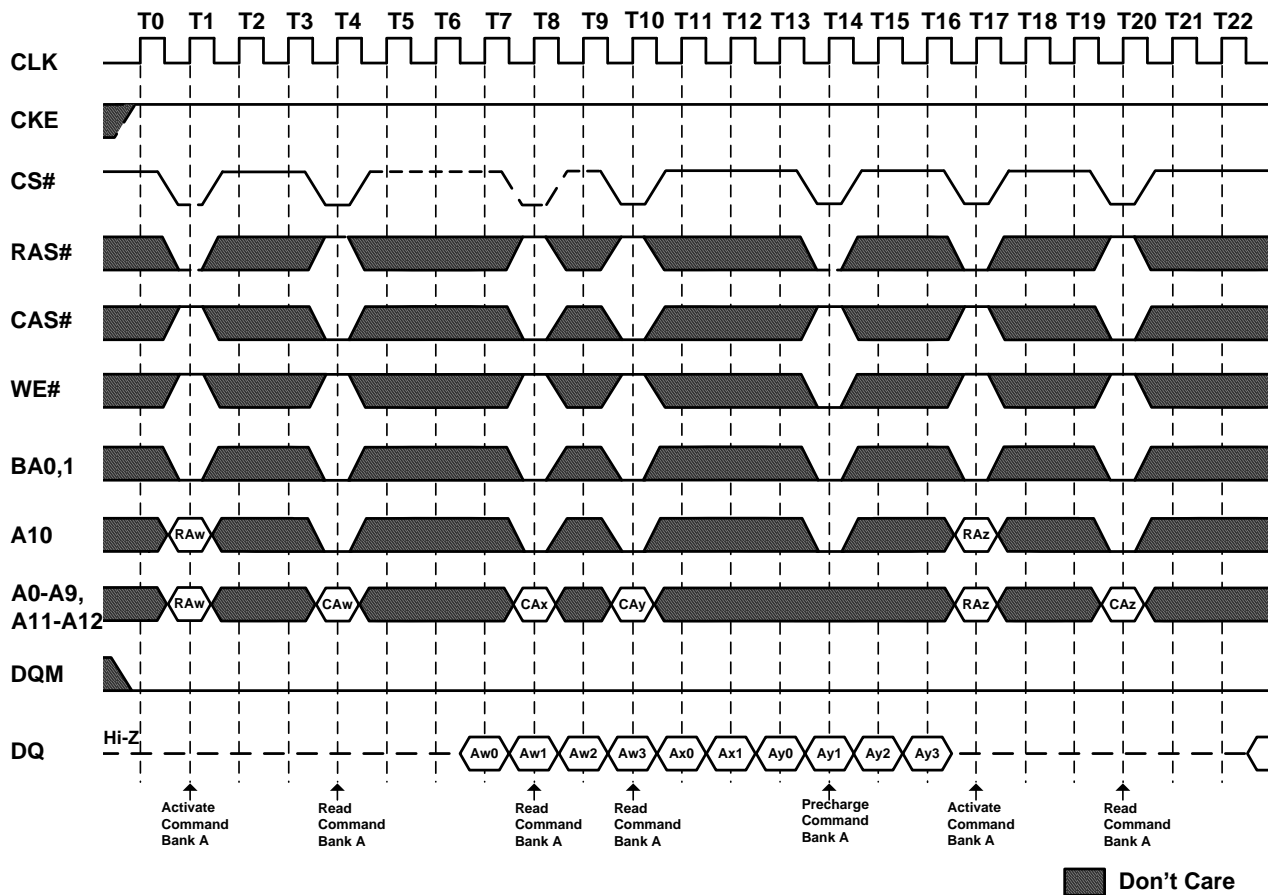 T0 T1 T2 T3 T4 T5 T6 T7 T8 T9 T10 T11 T12 T13 T14 T15 T16 T17 T18 T19 T20 T21 T22
CLK
CKE
CS#
RAS#
CAS#
WE#
BA0,1
A10 RAw RAz
A0-A9,
A11-A12 RAw CAw CAx CAy RAz CAz
DQM
DQ Hi-Z Aw0 Aw1 Aw2 Aw3 Ax0 Ax1 Ay0 Ay1 Ay2 Ay3
Activate
Command
Bank A
Read
Command
Bank A
Read
Command
Bank A
Read
Command
Bank A
Precharge
Command
Bank A
Activate
Command
Bank A
Read
Command
Bank A
Don't Care